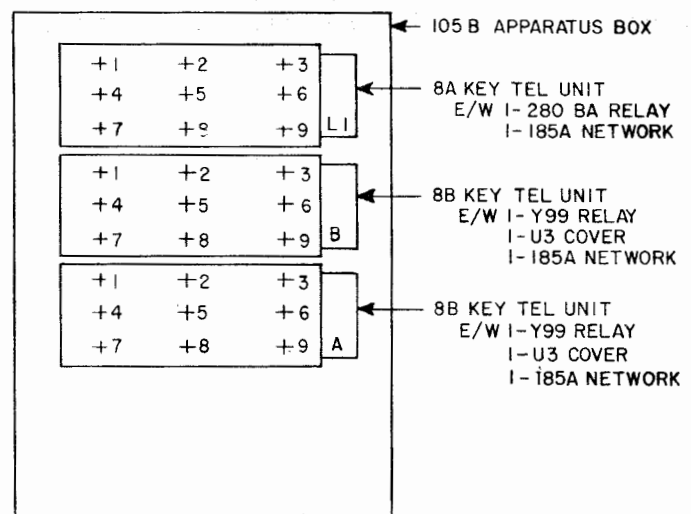 105 B APPARATUS BOX
+1 +2 +3
+4 +5 +6
+7 +8 +9 L1
8A KEY TEL UNIT
E/W 1-280 BA RELAY
1-185A NETWORK
+1 +2 +3
+4 +5 +6
+7 +8 +9 B
8B KEY TEL UNIT
E/W 1-Y99 RELAY
1-U3 COVER
1-185A NETWORK
+1 +2 +3
+4 +5 +6
+7 +8 +9 A
8B KEY TEL UNIT
E/W 1-Y99 RELAY
1-U3 COVER
1-185A NETWORK